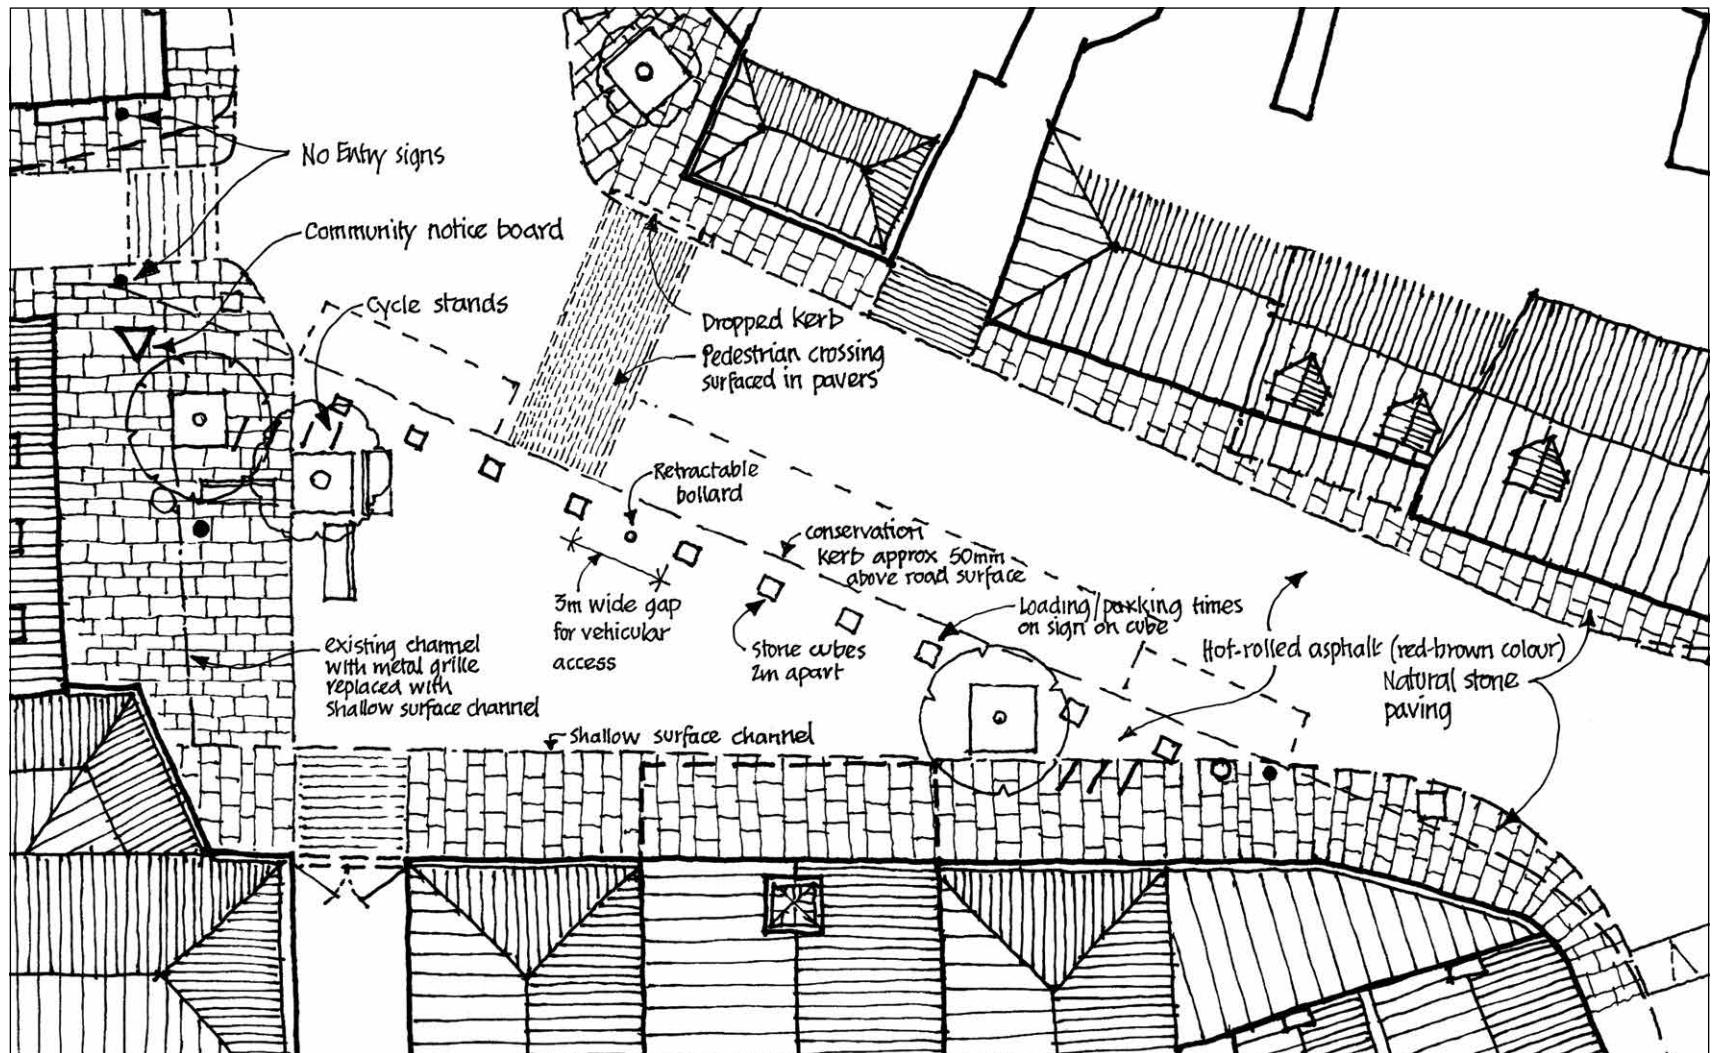 No Entry signs
Community notice board
Cycle stands
Dropped kerb
Pedestrian crossing
surfaced in pavers
Retractable
bollard
conservation
kerb approx 50mm
above road surface
3m wide gap
for vehicular
access
Stone cubes
2m apart
Loading/parking times
on sign on cube
Hot-rolled asphalt (red-brown colour)
Natural stone
paving
existing channel
with metal grille
replaced with
shallow surface channel
shallow surface channel